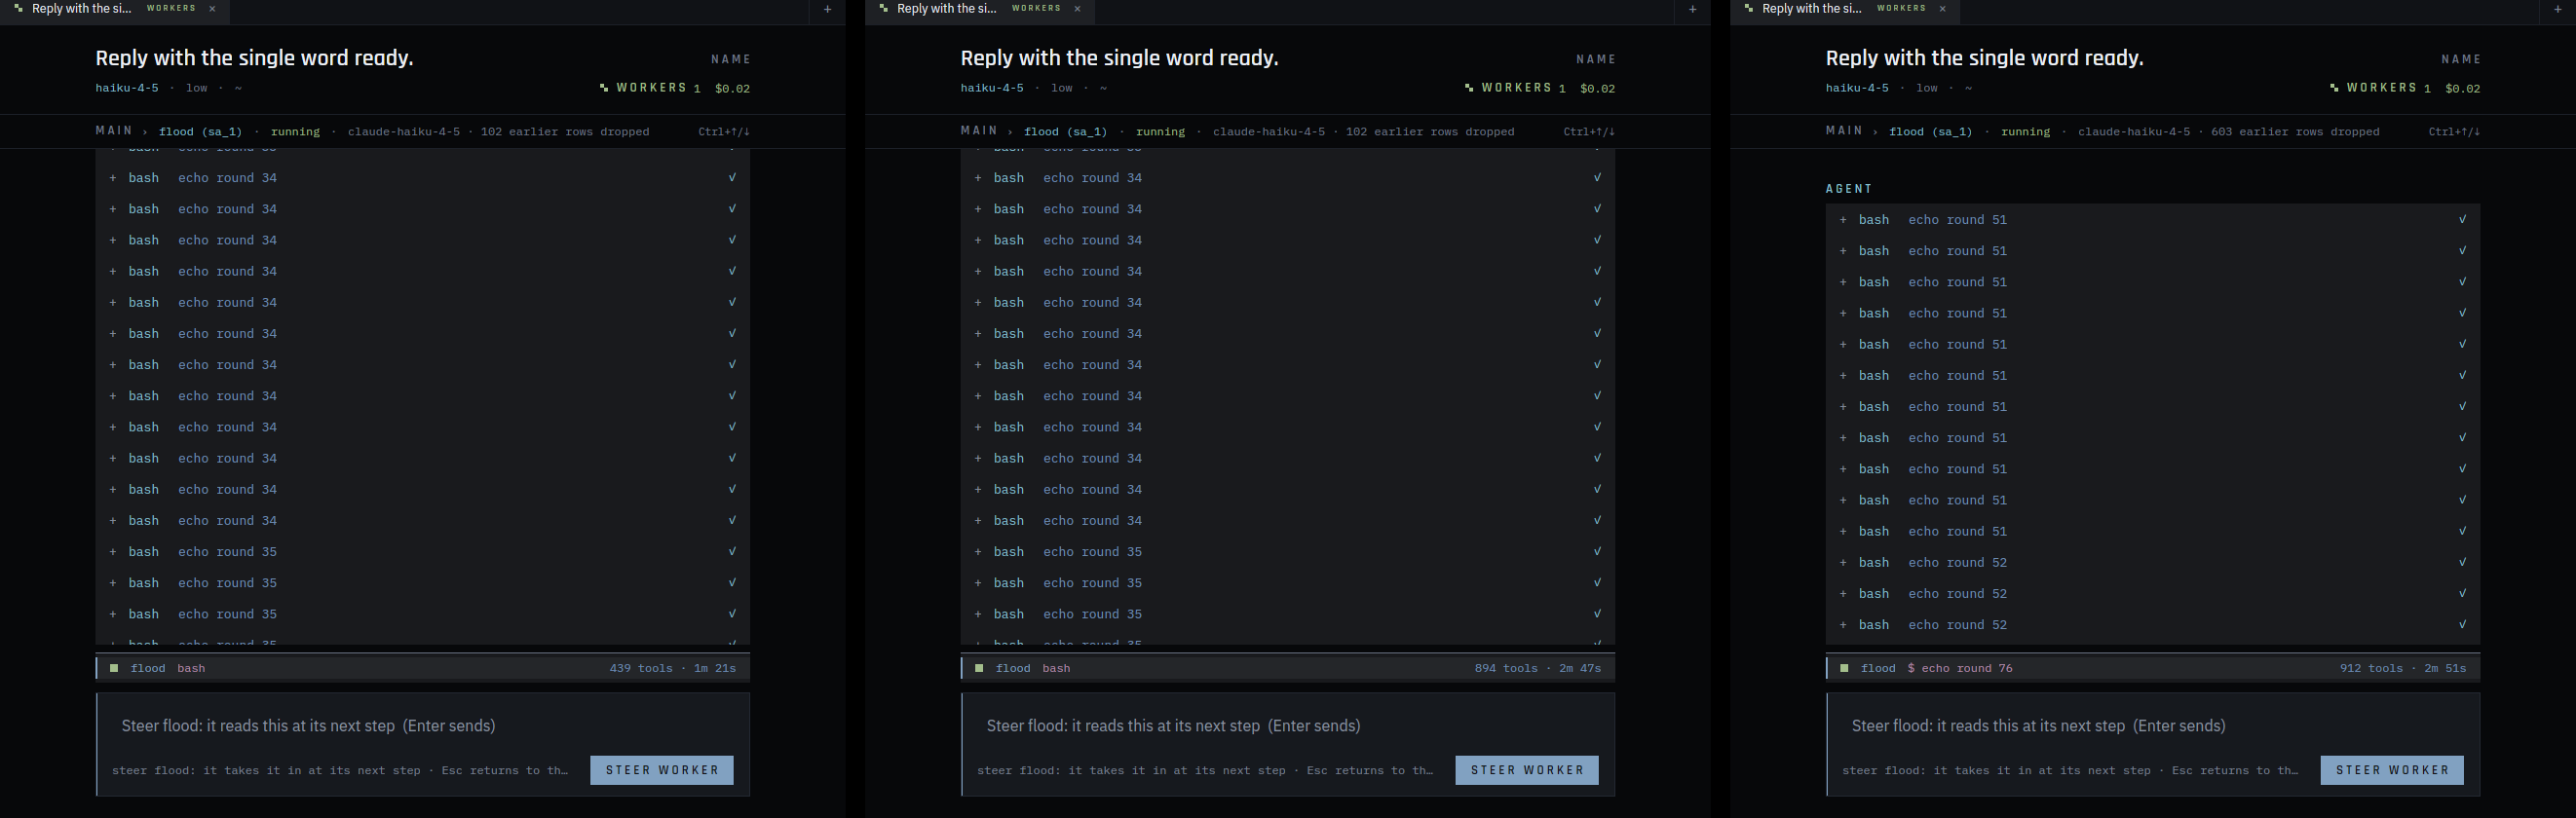 Reply with the si... WORKERS × +
Reply with the single word ready. NAME
haiku-4-5 · low · ~ WORKERS 1 $0.02
MAIN › flood (sa_1) · running · claude-haiku-4-5 · 102 earlier rows dropped Ctrl+↑/↓
+ bash echo round 34 √
+ bash echo round 34 √
+ bash echo round 34 √
+ bash echo round 34 √
+ bash echo round 34 √
+ bash echo round 34 √
+ bash echo round 34 √
+ bash echo round 34 √
+ bash echo round 34 √
+ bash echo round 34 √
+ bash echo round 34 √
+ bash echo round 34 √
+ bash echo round 35 √
+ bash echo round 35 √
+ bash echo round 35 √
flood bash 439 tools · 1m 21s
Steer flood: it reads this at its next step (Enter sends)
steer flood: it takes it in at its next step · Esc returns to th… STEER WORKER
Reply with the si... WORKERS × +
Reply with the single word ready. NAME
haiku-4-5 · low · ~ WORKERS 1 $0.02
MAIN › flood (sa_1) · running · claude-haiku-4-5 · 102 earlier rows dropped Ctrl+↑/↓
+ bash echo round 34 √
+ bash echo round 34 √
+ bash echo round 34 √
+ bash echo round 34 √
+ bash echo round 34 √
+ bash echo round 34 √
+ bash echo round 34 √
+ bash echo round 34 √
+ bash echo round 34 √
+ bash echo round 34 √
+ bash echo round 34 √
+ bash echo round 34 √
+ bash echo round 35 √
+ bash echo round 35 √
+ bash echo round 35 √
flood bash 894 tools · 2m 47s
Steer flood: it reads this at its next step (Enter sends)
steer flood: it takes it in at its next step · Esc returns to th… STEER WORKER
Reply with the si... WORKERS × +
Reply with the single word ready. NAME
haiku-4-5 · low · ~ WORKERS 1 $0.02
MAIN › flood (sa_1) · running · claude-haiku-4-5 · 603 earlier rows dropped Ctrl+↑/↓
AGENT
+ bash echo round 51 √
+ bash echo round 51 √
+ bash echo round 51 √
+ bash echo round 51 √
+ bash echo round 51 √
+ bash echo round 51 √
+ bash echo round 51 √
+ bash echo round 51 √
+ bash echo round 51 √
+ bash echo round 51 √
+ bash echo round 51 √
+ bash echo round 52 √
+ bash echo round 52 √
+ bash echo round 52 √
flood $ echo round 76 912 tools · 2m 51s
Steer flood: it reads this at its next step (Enter sends)
steer flood: it takes it in at its next step · Esc returns to th… STEER WORKER